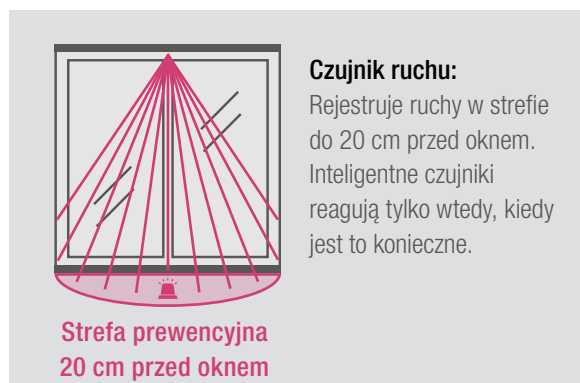 Czujnik ruchu:
Rejestruje ruchy w strefie
do 20 cm przed oknem.
Inteligentne czujniki
reagują tylko wtedy, kiedy
jest to konieczne.
Strefa prewencyjna
20 cm przed oknem